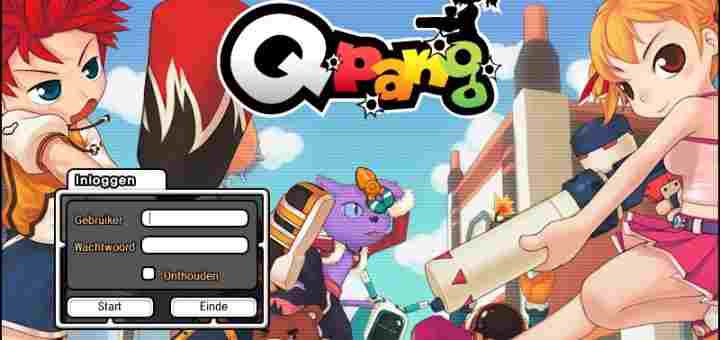 Qpang
Inloggen
Gebruiker
Wachtwoord
Onthouden
Start
Einde